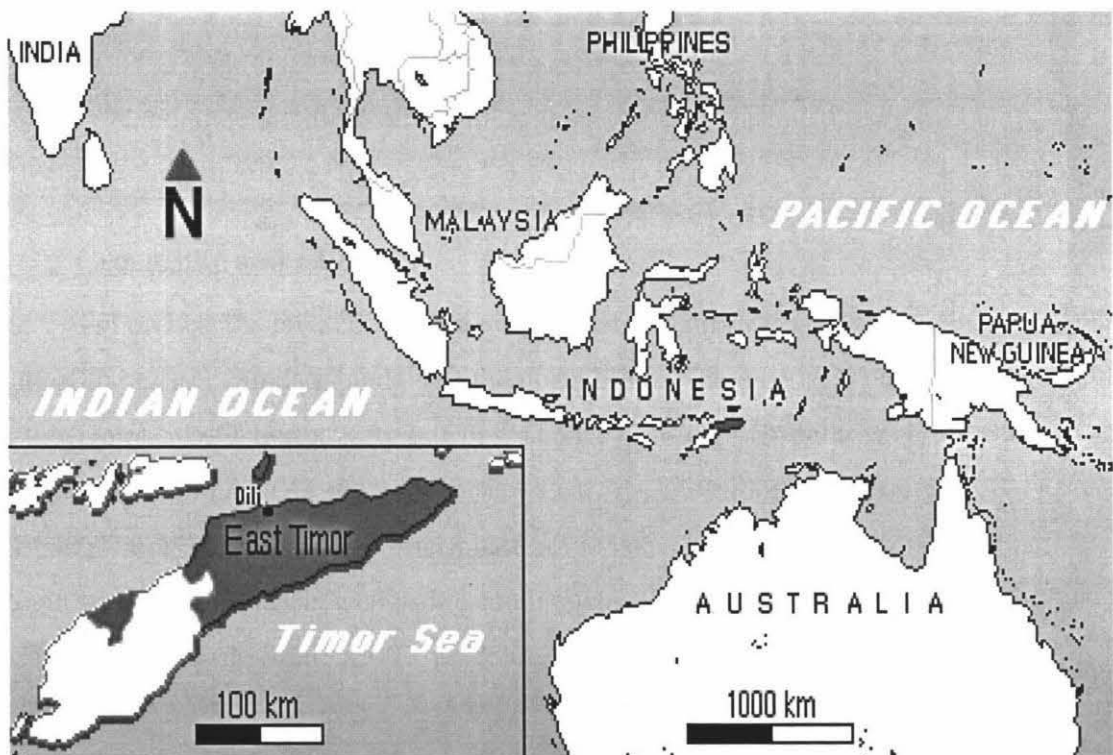 INDIA
PHILIPPINES
N
MALAYSIA
PACIFIC OCEAN
PAPUA
NEW GUINEA
INDONESIA
INDIAN OCEAN
Dili
East Timor
Timor Sea
100 km
AUSTRALIA
1000 km